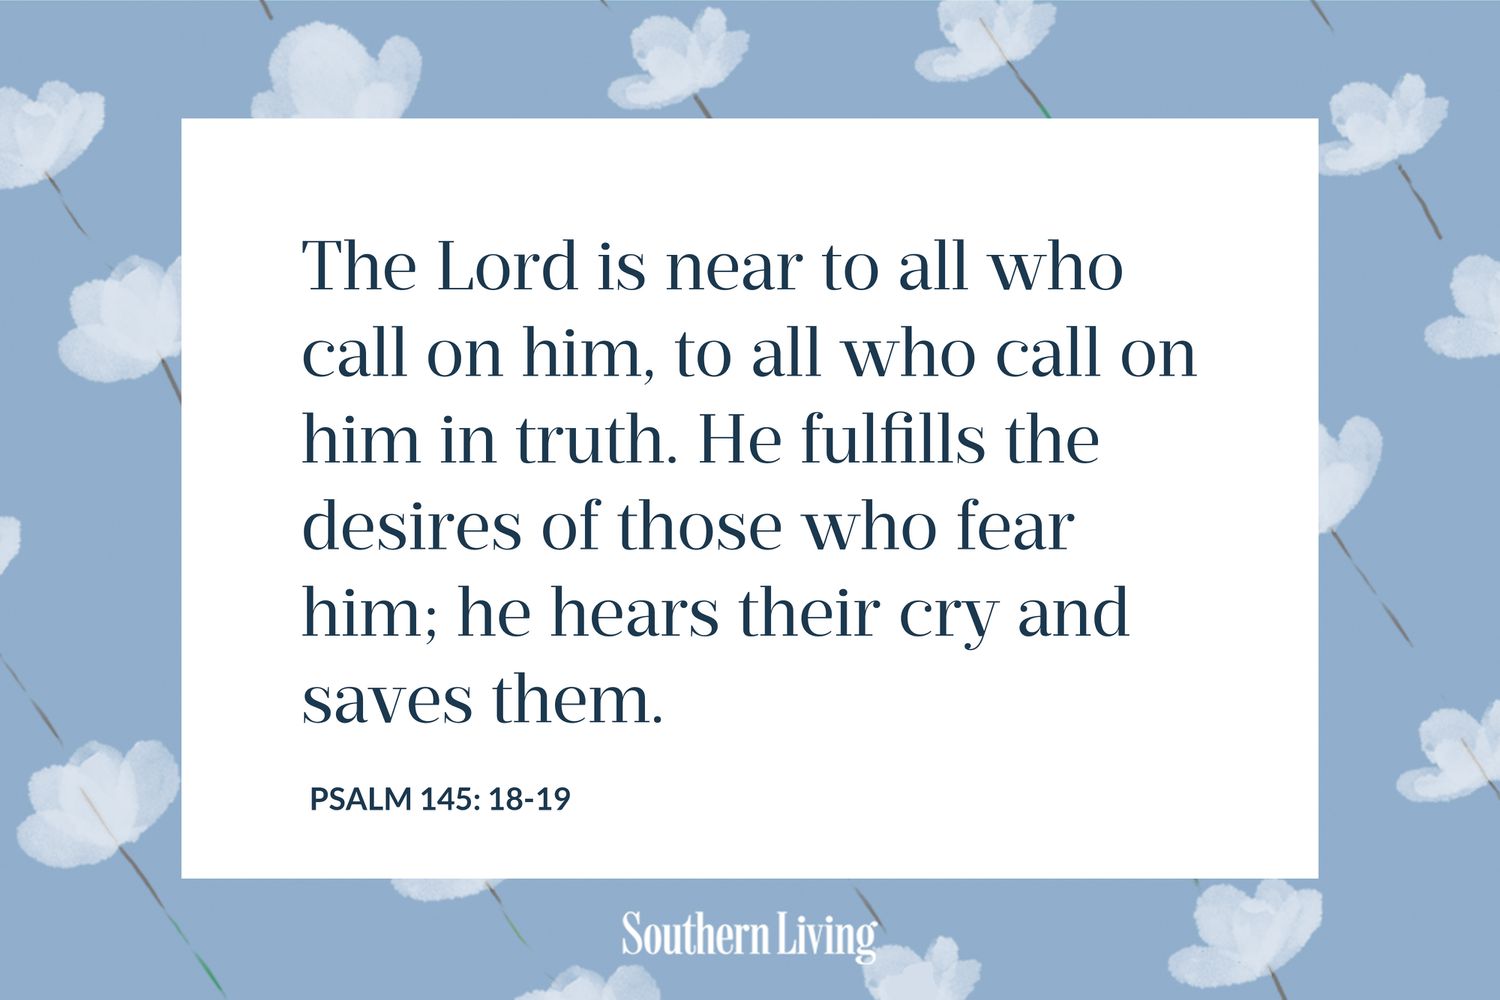 The Lord is near to all who
call on him, to all who call on
him in truth. He fulfills the
desires of those who fear
him; he hears their cry and
saves them.
PSALM 145: 18-19
Southern Living